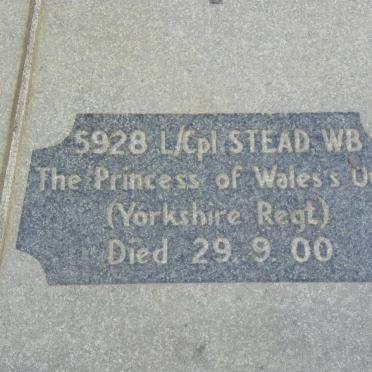 5928 L/Cpl STEAD WB
The Princess of Wales's
(Yorkshire Regt)
Died 29. 9. 00